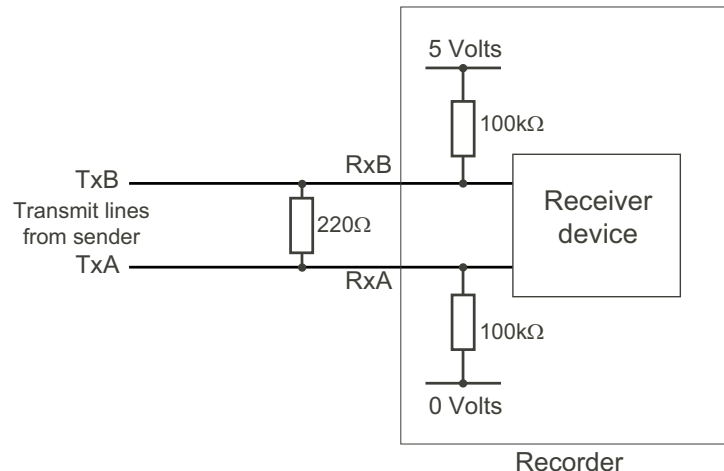 5 Volts
100kΩ
RxB
TxB
Transmit lines
from sender
220Ω
Receiver
device
TxA
RxA
100kΩ
0 Volts
Recorder